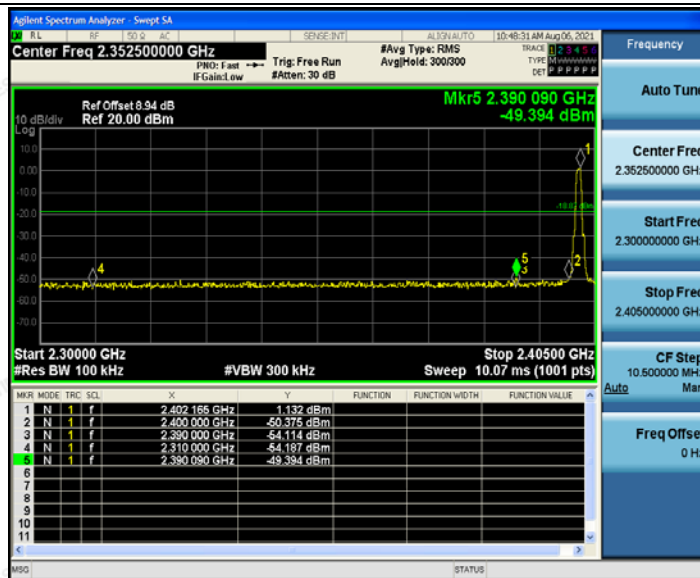 Agilent Spectrum Analyzer - Swept SA
RL RF 50 Ω AC SENSE:INT ALIGN AUTO 10:48:31 AM Aug 06, 2021
Center Freq 2.352500000 GHz #Avg Type: RMS TRACE 1 2 3 4 5 6
PNO: Fast Trig: Free Run Avg|Hold: 300/300 TYPE MWWWWW
IFGain:Low #Atten: 30 dB DET P P P P P P
Ref Offset 8.94 dB Mkr5 2.390 090 GHz
10 dB/div Ref 20.00 dBm -49.394 dBm
Log
10.0
0.00
-10.0
-20.0
-30.0
-40.0
-50.0
-60.0
-70.0
1
2
3
4
5
Start 2.30000 GHz Stop 2.40500 GHz
#Res BW 100 kHz #VBW 300 kHz Sweep 10.07 ms (1001 pts)
MKR MODE TRC SCL X Y FUNCTION FUNCTION WIDTH FUNCTION VALUE
1 N 1 f 2.402 165 GHz 1.132 dBm
2 N 1 f 2.400 000 GHz -50.375 dBm
3 N 1 f 2.390 000 GHz -54.114 dBm
4 N 1 f 2.310 000 GHz -54.187 dBm
5 N 1 f 2.390 090 GHz -49.394 dBm
6
7
8
9
10
11
MSG STATUS
Frequency
Auto Tune
Center Freq
2.352500000 GHz
Start Freq
2.300000000 GHz
Stop Freq
2.405000000 GHz
CF Step
10.500000 MHz
Auto Man
Freq Offset
0 Hz